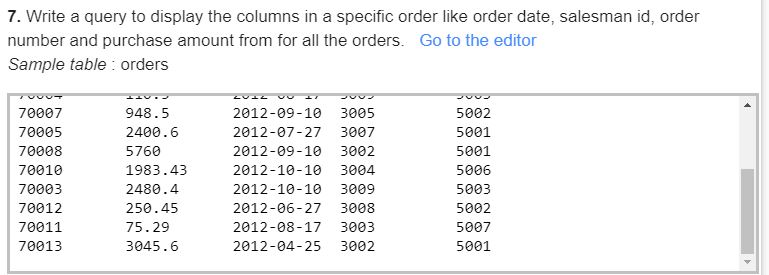 7. Write a query to display the columns in a specific order like order date, salesman id, order
number and purchase amount from for all the orders. Go to the editor
Sample table : orders
70007 948.5 2012-09-10 3005 5002
70005 2400.6 2012-07-27 3007 5001
70008 5760 2012-09-10 3002 5001
70010 1983.43 2012-10-10 3004 5006
70003 2480.4 2012-10-10 3009 5003
70012 250.45 2012-06-27 3008 5002
70011 75.29 2012-08-17 3003 5007
70013 3045.6 2012-04-25 3002 5001